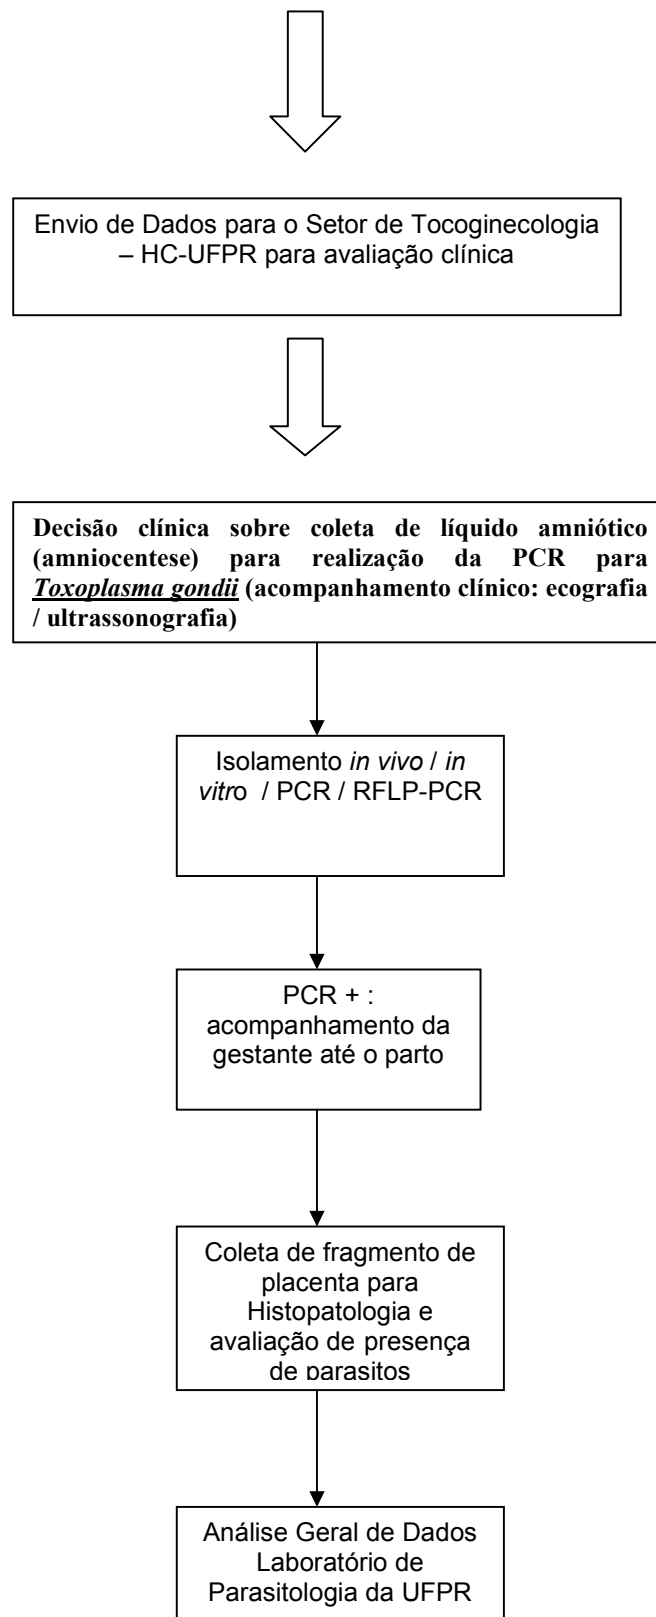 Envio de Dados para o Setor de Tocoginecologia
– HC-UFPR para avaliação clínica
Decisão clínica sobre coleta de líquido amniótico
(amniocentese) para realização da PCR para
Toxoplasma gondii (acompanhamento clínico: ecografia
/ ultrassonografia)
Isolamento in vivo / in
vitro / PCR / RFLP-PCR
PCR + :
acompanhamento da
gestante até o parto
Coleta de fragmento de
placenta para
Histopatologia e
avaliação de presença
de parasitos
Análise Geral de Dados
Laboratório de
Parasitologia da UFPR